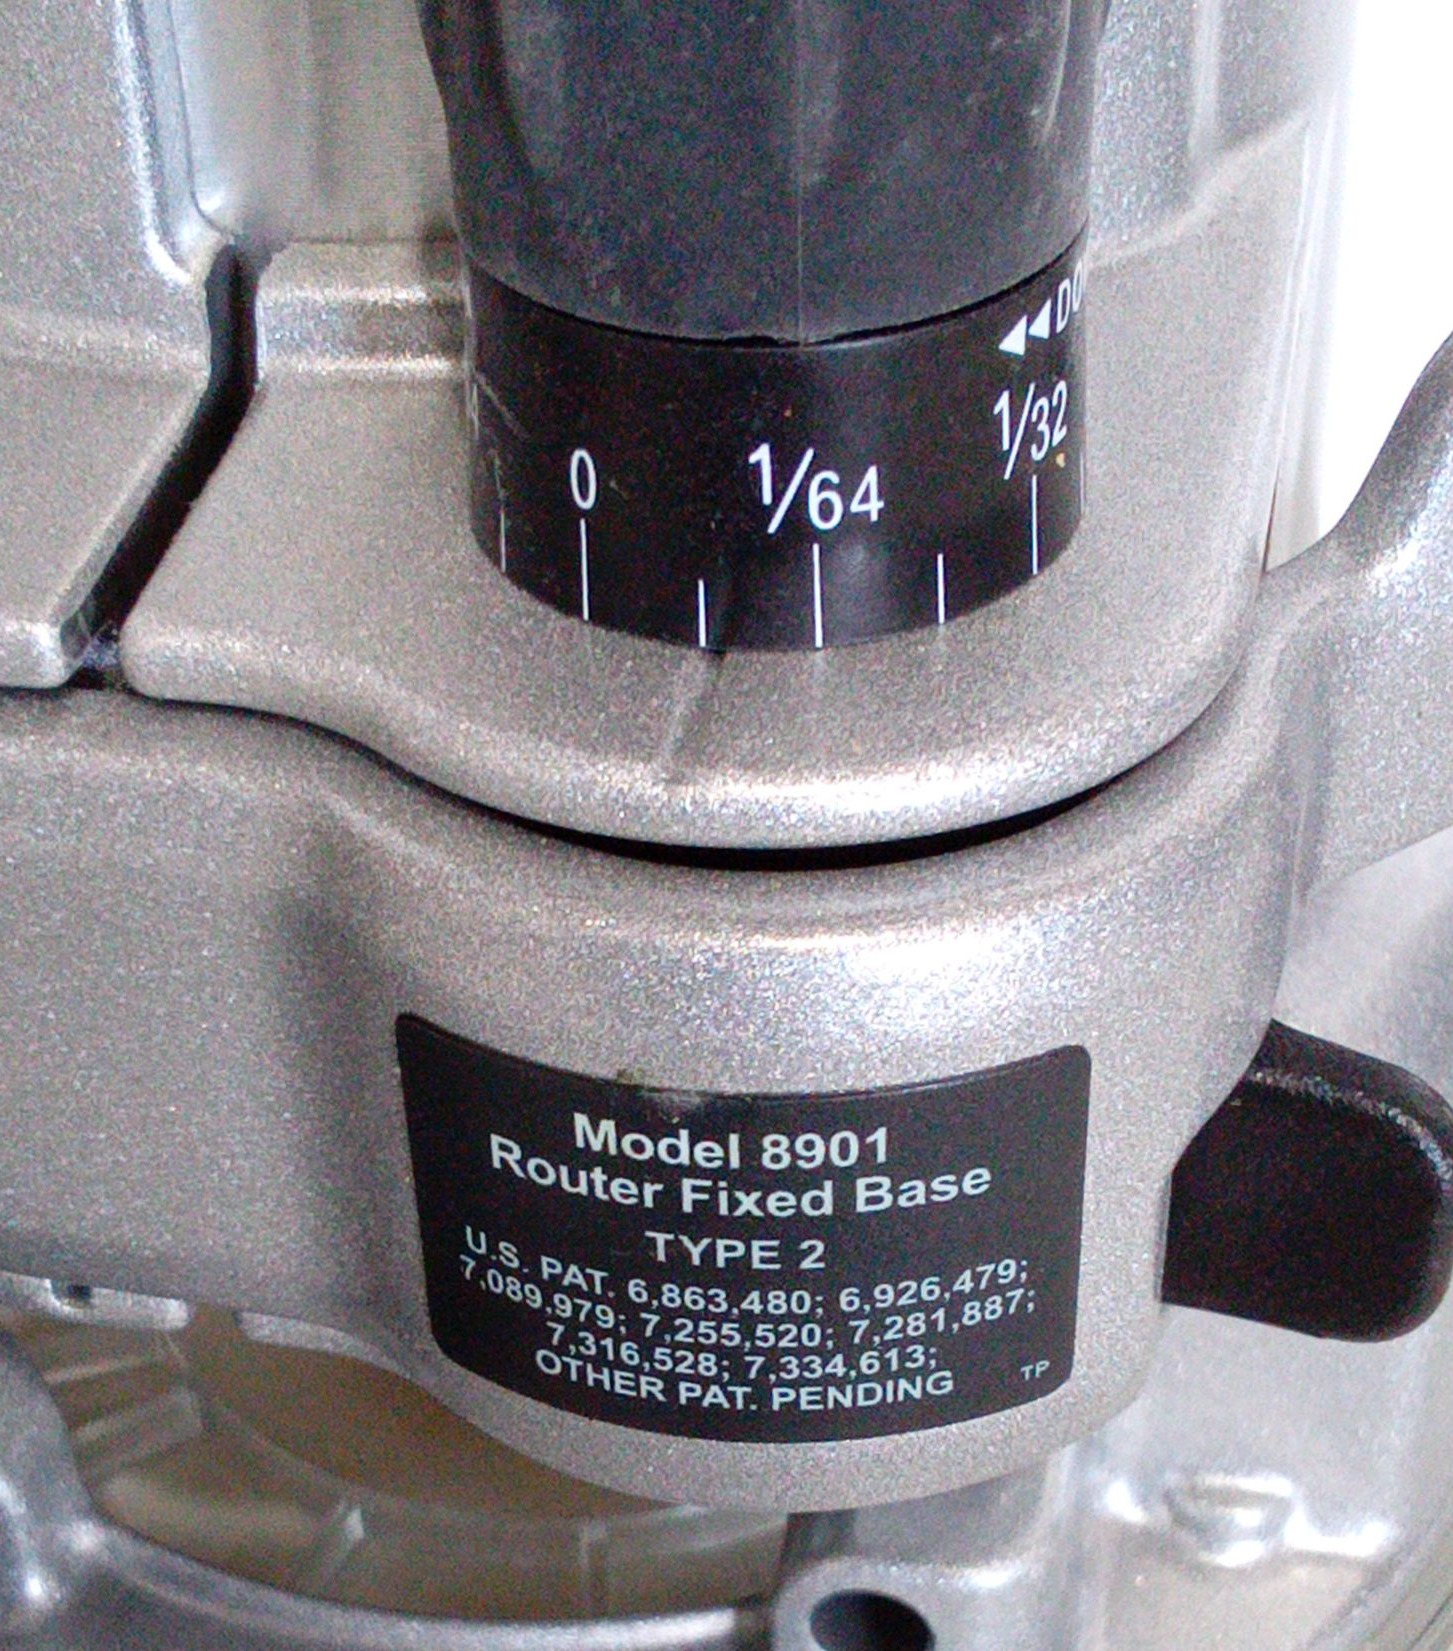 ◀◀DO
1/32
0
1/64
Model 8901
Router Fixed Base
TYPE 2
U.S. PAT. 6,863,480; 6,926,479;
7,089,979; 7,255,520; 7,281,887;
7,316,528; 7,334,613;
OTHER PAT. PENDING
TP